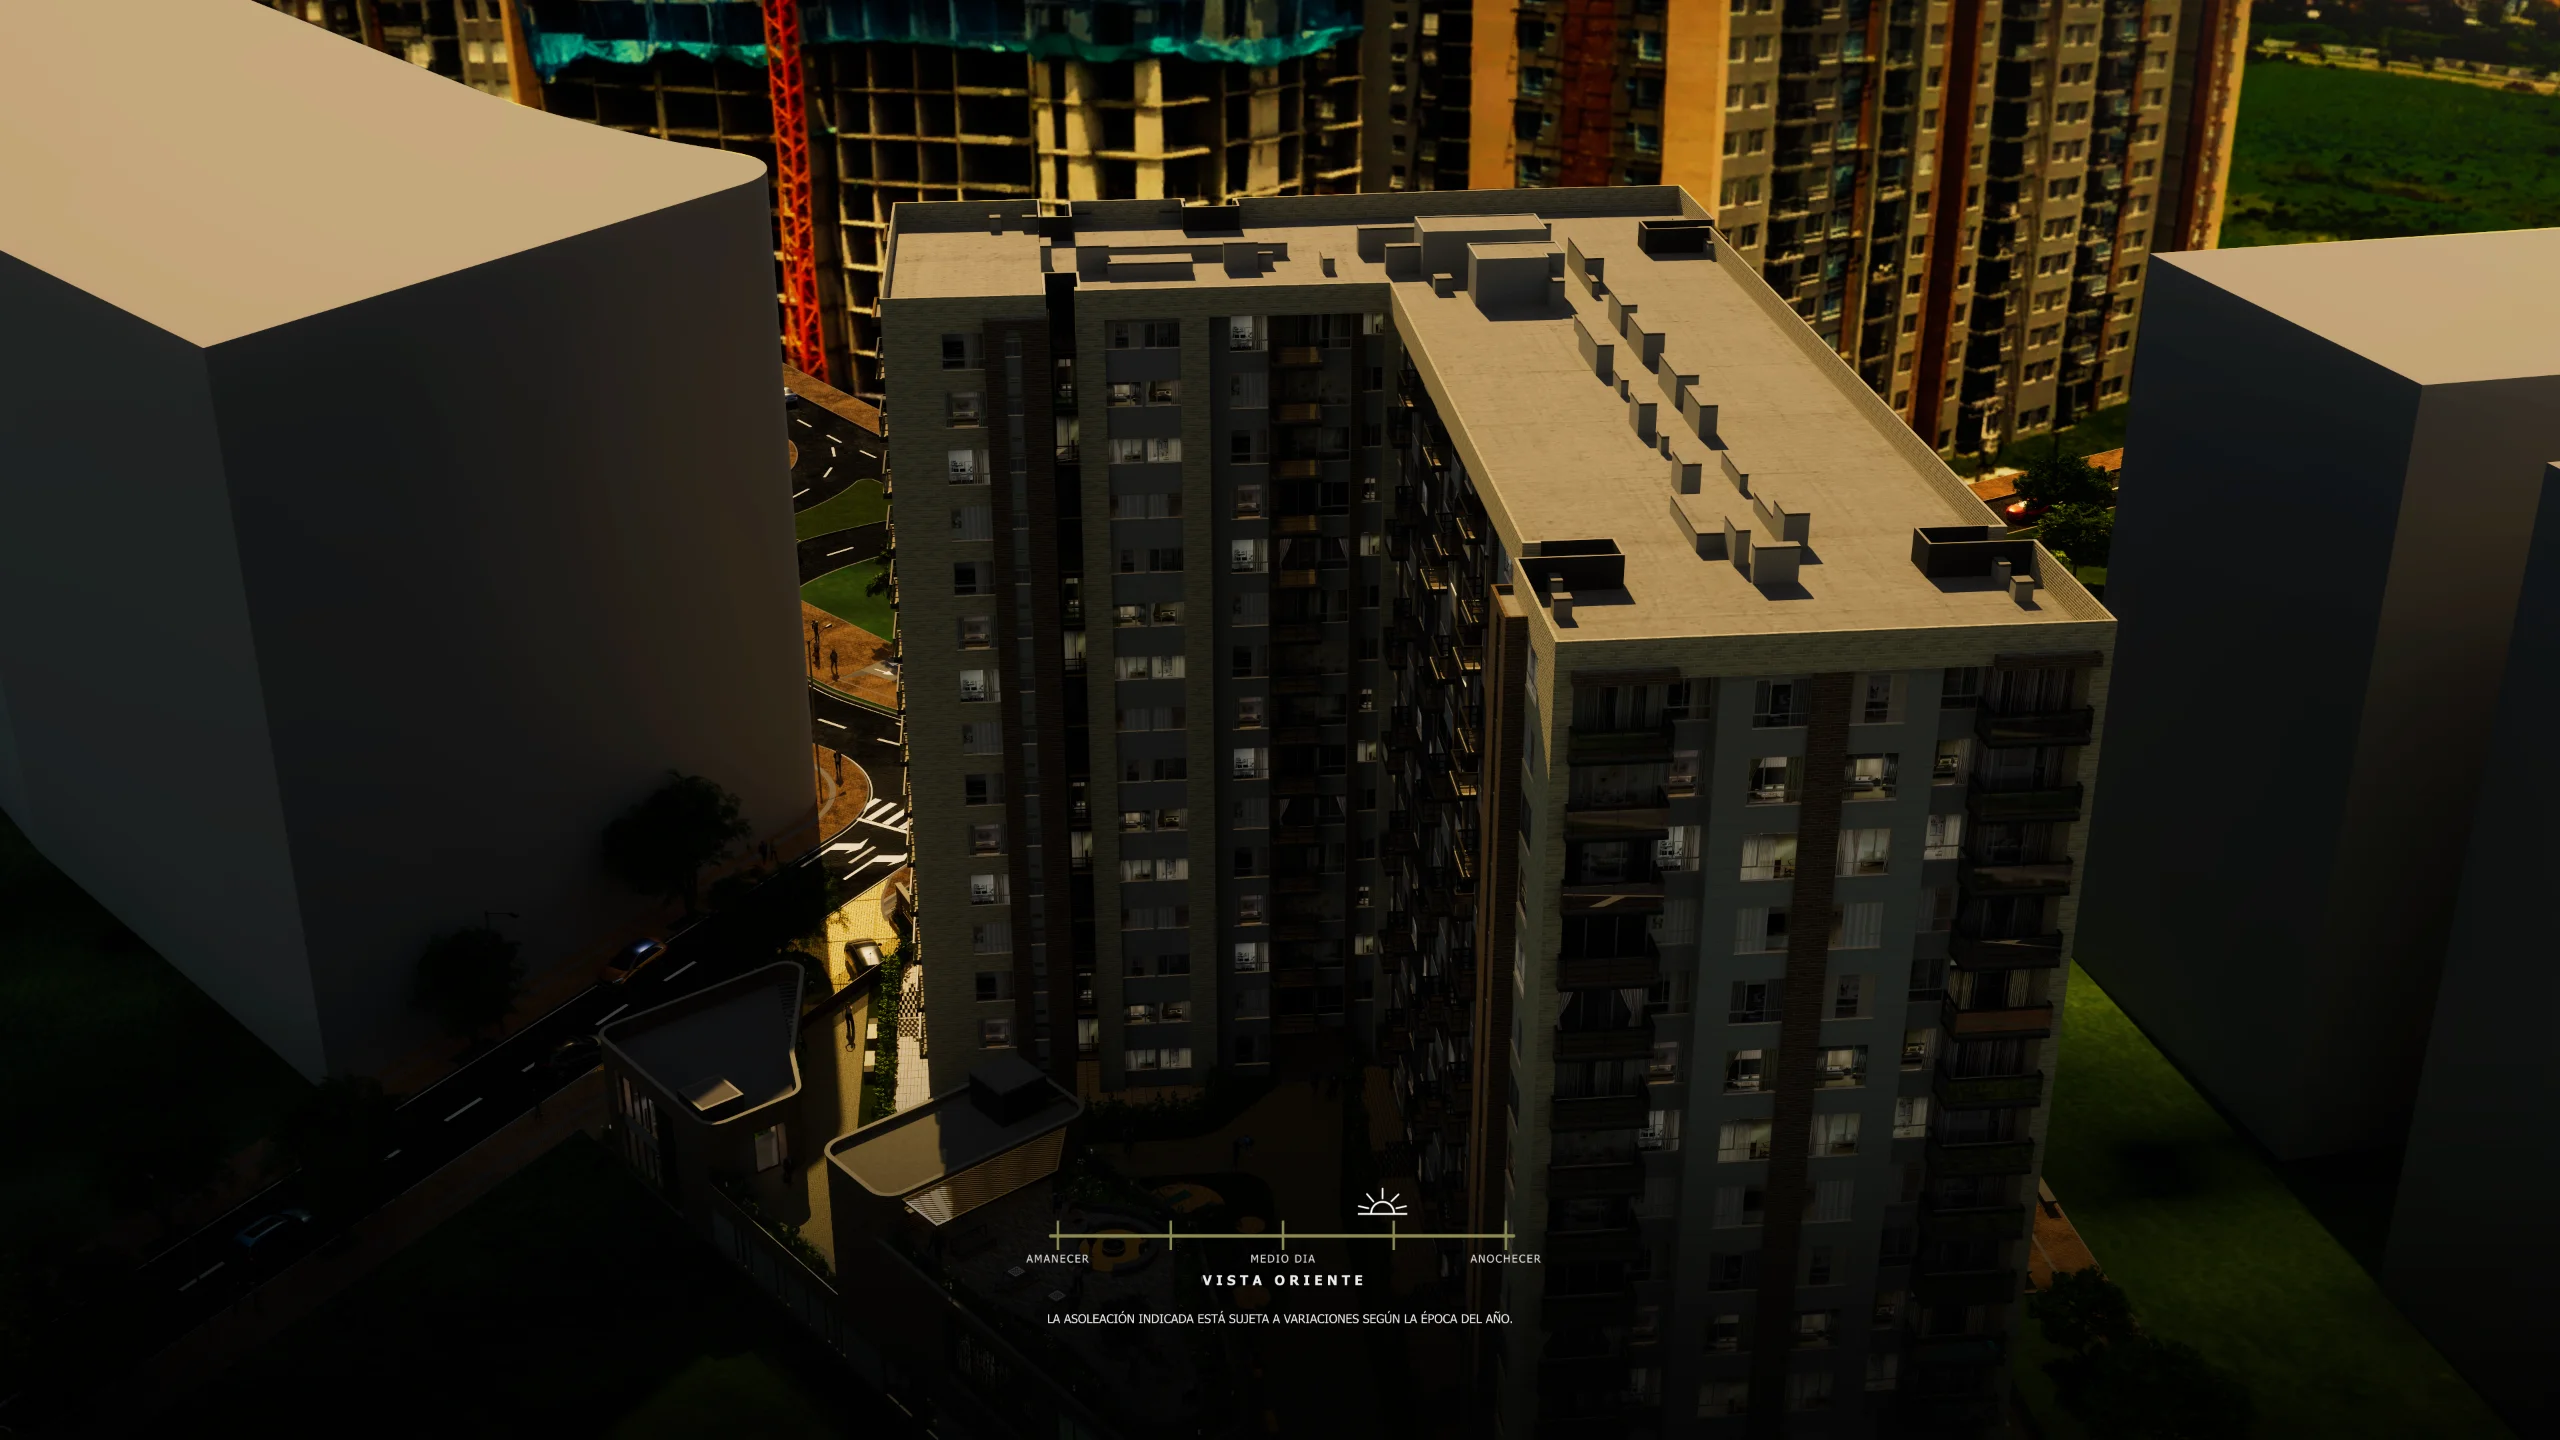 AMANECER
MEDIO DIA
ANOCHECER
VISTA ORIENTE
LA ASOLEACIÓN INDICADA ESTÁ SUJETA A VARIACIONES SEGÚN LA ÉPOCA DEL AÑO.